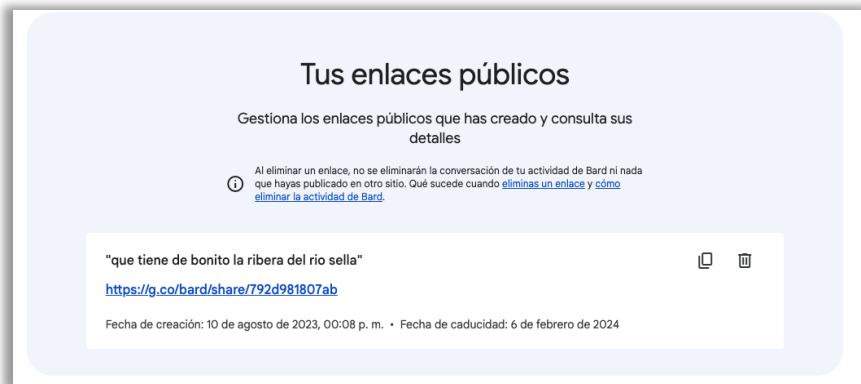 Tus enlaces públicos
Gestiona los enlaces públicos que has creado y consulta sus
detalles
Al eliminar un enlace, no se eliminarán la conversación de tu actividad de Bard ni nada
que hayas publicado en otro sitio. Qué sucede cuando eliminas un enlace y cómo
eliminar la actividad de Bard.
"que tiene de bonito la ribera del rio sella"
https://g.co/bard/share/792d981807ab
Fecha de creación: 10 de agosto de 2023, 00:08 p. m. • Fecha de caducidad: 6 de febrero de 2024